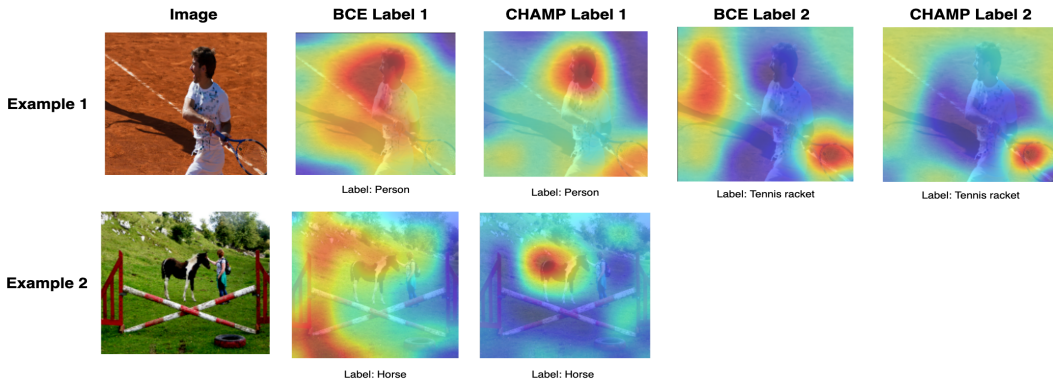 Image
BCE Label 1
CHAMP Label 1
BCE Label 2
CHAMP Label 2
Example 1
Label: Person
Label: Person
Label: Tennis racket
Label: Tennis racket
Example 2
Label: Horse
Label: Horse